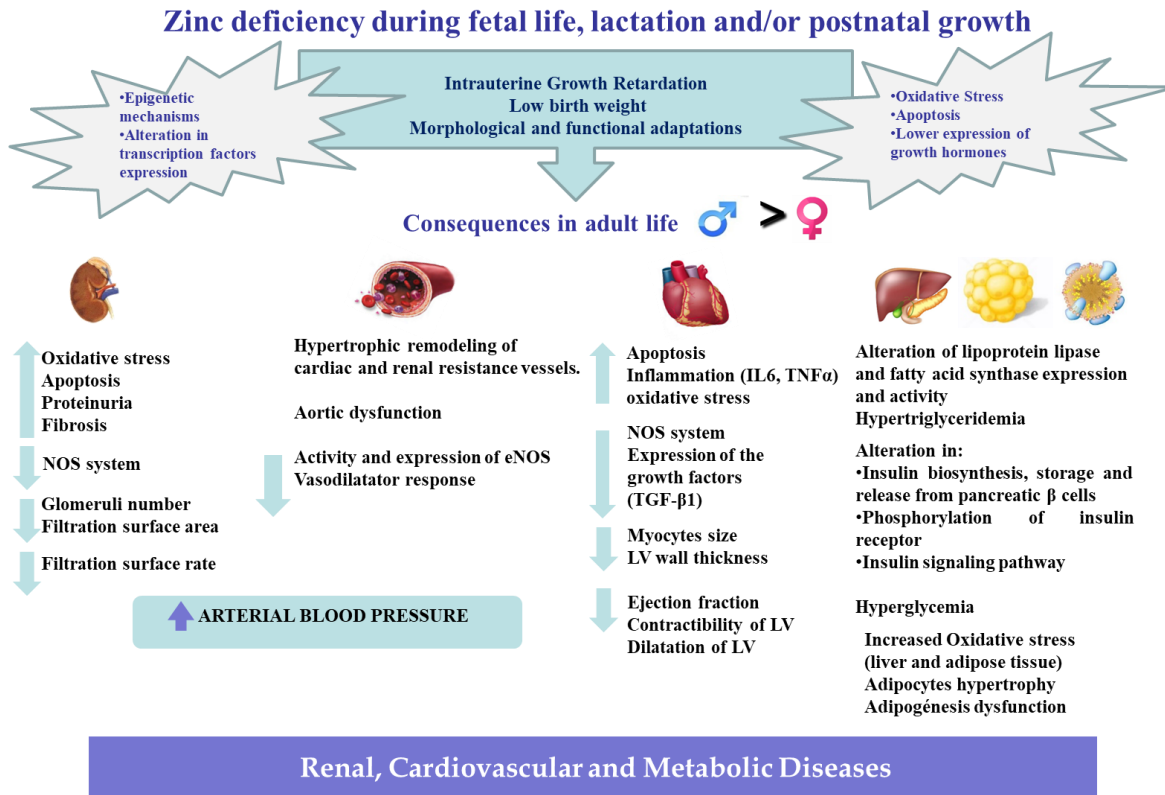 Zinc deficiency during fetal life, lactation and/or postnatal growth
•Epigenetic
mechanisms
•Alteration in
transcription factors
expression
Intrauterine Growth Retardation
Low birth weight
Morphological and functional adaptations
•Oxidative Stress
•Apoptosis
•Lower expression of
growth hormones
Consequences in adult life
>
Oxidative stress
Apoptosis
Proteinuria
Fibrosis
NOS system
Glomeruli number
Filtration surface area
Filtration surface rate
Hypertrophic remodeling of
cardiac and renal resistance vessels.
Aortic dysfunction
Activity and expression of eNOS
Vasodilatator response
ARTERIAL BLOOD PRESSURE
Apoptosis
Inflammation (IL6, TNFα)
oxidative stress
NOS system
Expression of the
growth factors
(TGF-β1)
Myocytes size
LV wall thickness
Ejection fraction
Contractibility of LV
Dilatation of LV
Alteration of lipoprotein lipase
and fatty acid synthase expression
and activity
Hypertriglyceridemia
Alteration in:
•Insulin biosynthesis, storage and
release from pancreatic β cells
•Phosphorylation of insulin
receptor
•Insulin signaling pathway
Hyperglycemia
Increased Oxidative stress
(liver and adipose tissue)
Adipocytes hypertrophy
Adipogénesis dysfunction
Renal, Cardiovascular and Metabolic Diseases